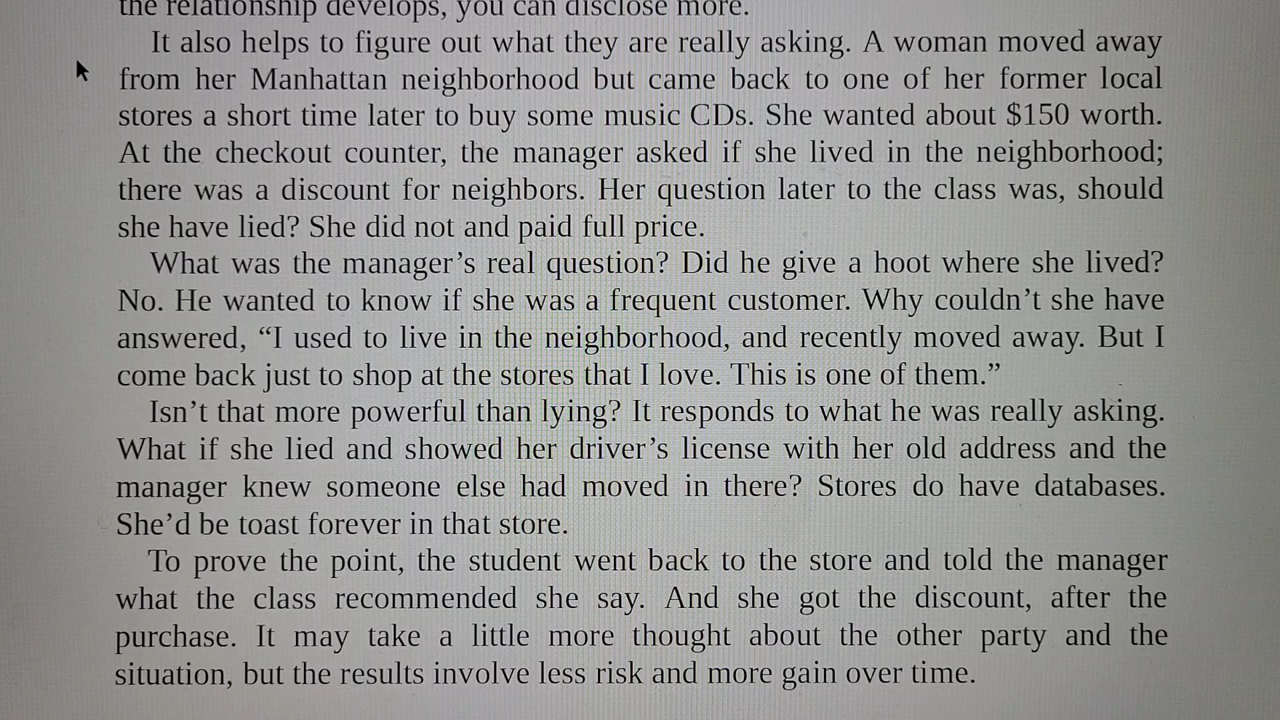 the relationship develops, you can disclose more.
It also helps to figure out what they are really asking. A woman moved away
from her Manhattan neighborhood but came back to one of her former local
stores a short time later to buy some music CDs. She wanted about $150 worth.
At the checkout counter, the manager asked if she lived in the neighborhood;
there was a discount for neighbors. Her question later to the class was, should
she have lied? She did not and paid full price.
What was the manager’s real question? Did he give a hoot where she lived?
No. He wanted to know if she was a frequent customer. Why couldn’t she have
answered, “I used to live in the neighborhood, and recently moved away. But I
come back just to shop at the stores that I love. This is one of them.”
Isn’t that more powerful than lying? It responds to what he was really asking.
What if she lied and showed her driver’s license with her old address and the
manager knew someone else had moved in there? Stores do have databases.
She’d be toast forever in that store.
To prove the point, the student went back to the store and told the manager
what the class recommended she say. And she got the discount, after the
purchase. It may take a little more thought about the other party and the
situation, but the results involve less risk and more gain over time.